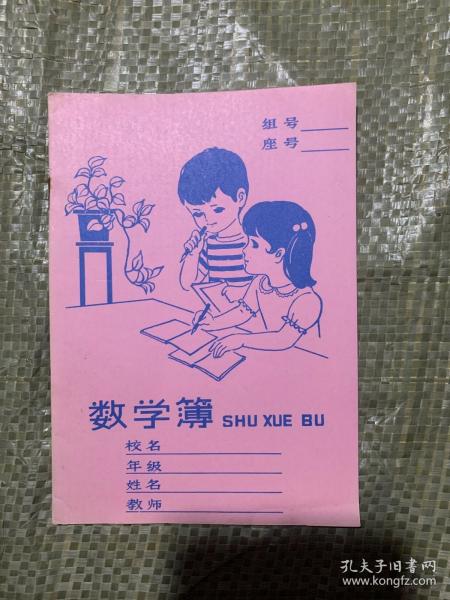 组号
座号
数学簿 SHU XUE BU
校名
年级
姓名
教师
孔夫子旧书网
www.kongfz.com